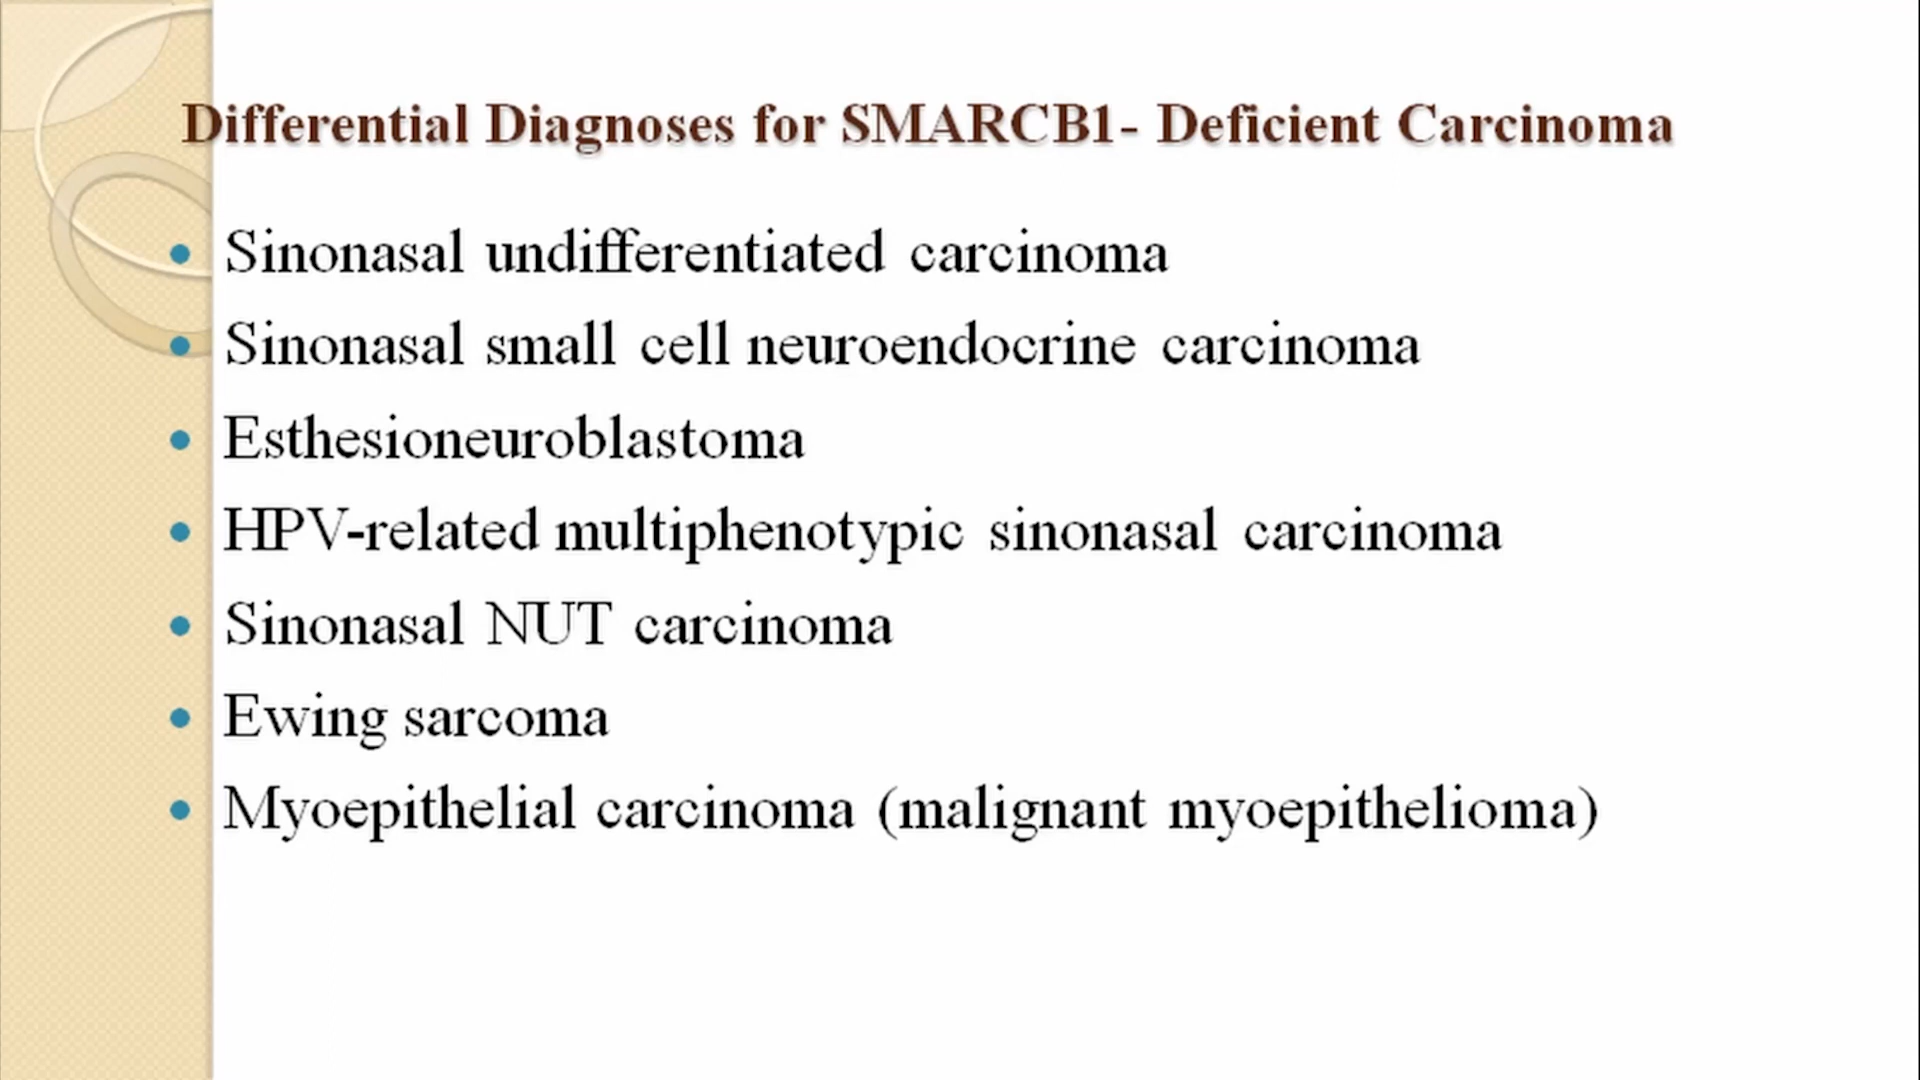 Differential Diagnoses for SMARCB1- Deficient Carcinoma
• Sinonasal undifferentiated carcinoma
• Sinonasal small cell neuroendocrine carcinoma
• Esthesioneuroblastoma
• HPV-related multiphenotypic sinonasal carcinoma
• Sinonasal NUT carcinoma
• Ewing sarcoma
• Myoepithelial carcinoma (malignant myoepithelioma)